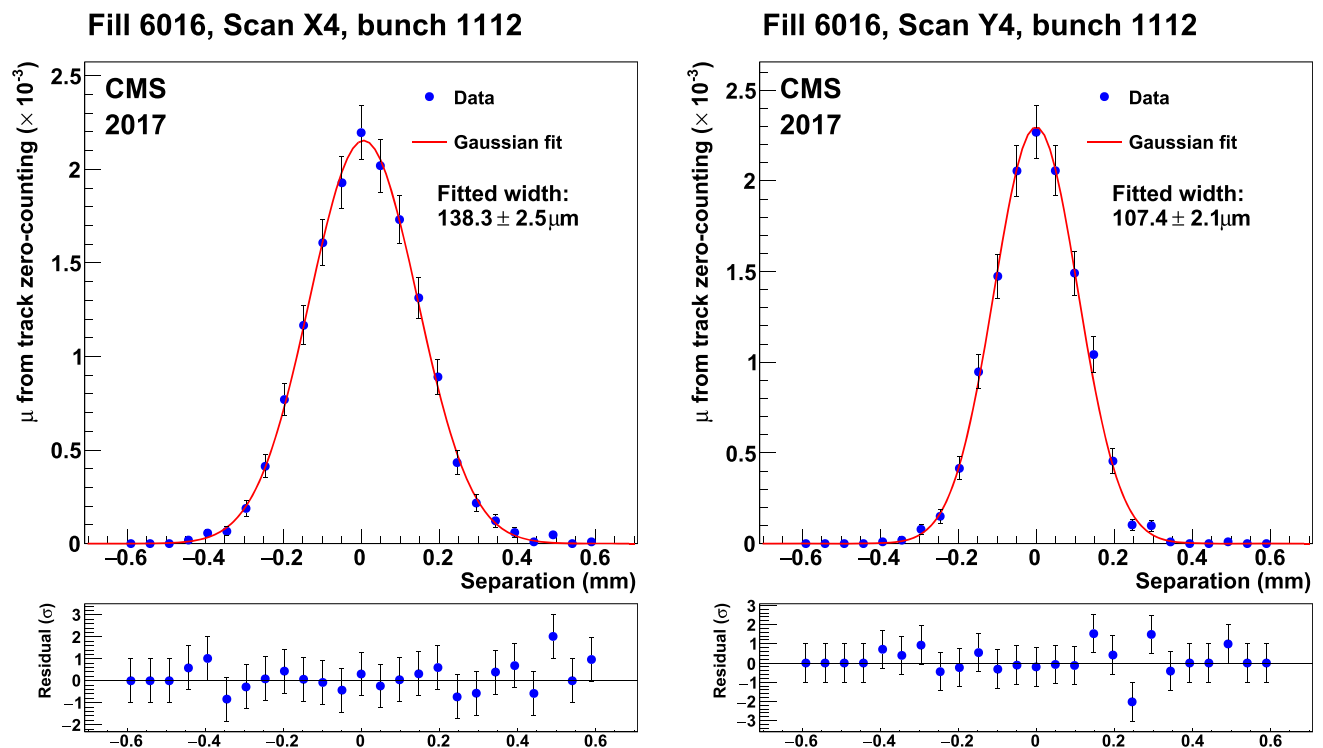 Fill 6016, Scan X4, bunch 1112
μ from track zero-counting (× 10⁻³)
CMS
2017
Data
Gaussian fit
Fitted width:
138.3 ± 2.5μm
2.5
2
1.5
1
0.5
0
−0.6 −0.4 −0.2 0 0.2 0.4 0.6
Separation (mm)
Residual (σ)
3
2
1
0
−1
−2
−0.6 −0.4 −0.2 0 0.2 0.4 0.6
Fill 6016, Scan Y4, bunch 1112
μ from track zero-counting (× 10⁻³)
CMS
2017
Data
Gaussian fit
Fitted width:
107.4 ± 2.1μm
2.5
2
1.5
1
0.5
0
−0.6 −0.4 −0.2 0 0.2 0.4 0.6
Separation (mm)
Residual (σ)
3
2
1
0
−1
−2
−3
−0.6 −0.4 −0.2 0 0.2 0.4 0.6